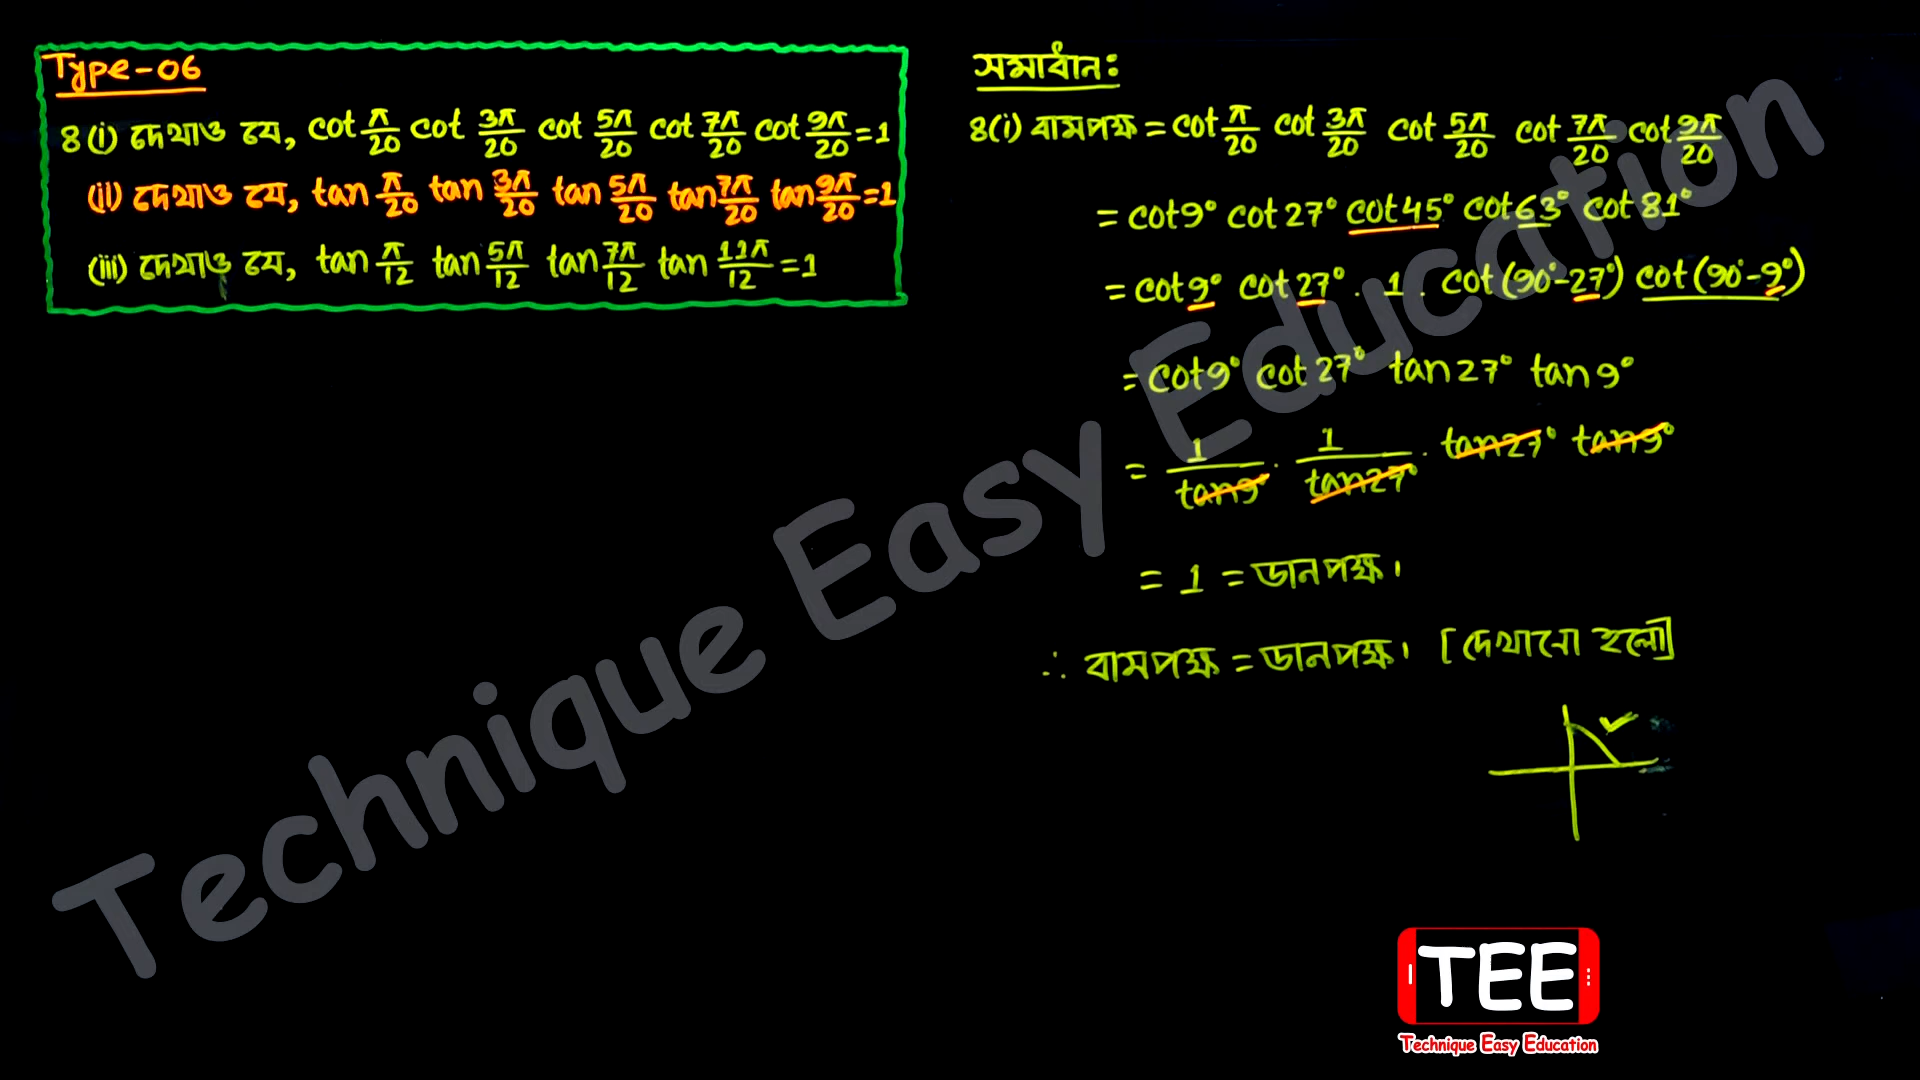 Type-06
8(i) দেখাও যে, cot π/20 cot 3π/20 cot 5π/20 cot 7π/20 cot 9π/20 = 1
(ii) দেখাও যে, tan π/20 tan 3π/20 tan 5π/20 tan 7π/20 tan 9π/20 = 1
(iii) দেখাও যে, tan π/12 tan 5π/12 tan 7π/12 tan 11π/12 = 1
সমাধান:
8(i) বামপক্ষ = cot π/20 cot 3π/20 cot 5π/20 cot 7π/20 cot 9π/20
= cot9° cot27° cot45° cot63° cot81°
= cot9° cot27° . 1 . cot(90°-27°) cot(90°-9°)
= cot9° cot27° tan27° tan9°
= 1/tan9° . 1/tan27° . tan27° tan9°
= 1 = ডানপক্ষ।
∴ বামপক্ষ = ডানপক্ষ। [দেখানো হলো]
Technique Easy Education
TEE
Technique Easy Education